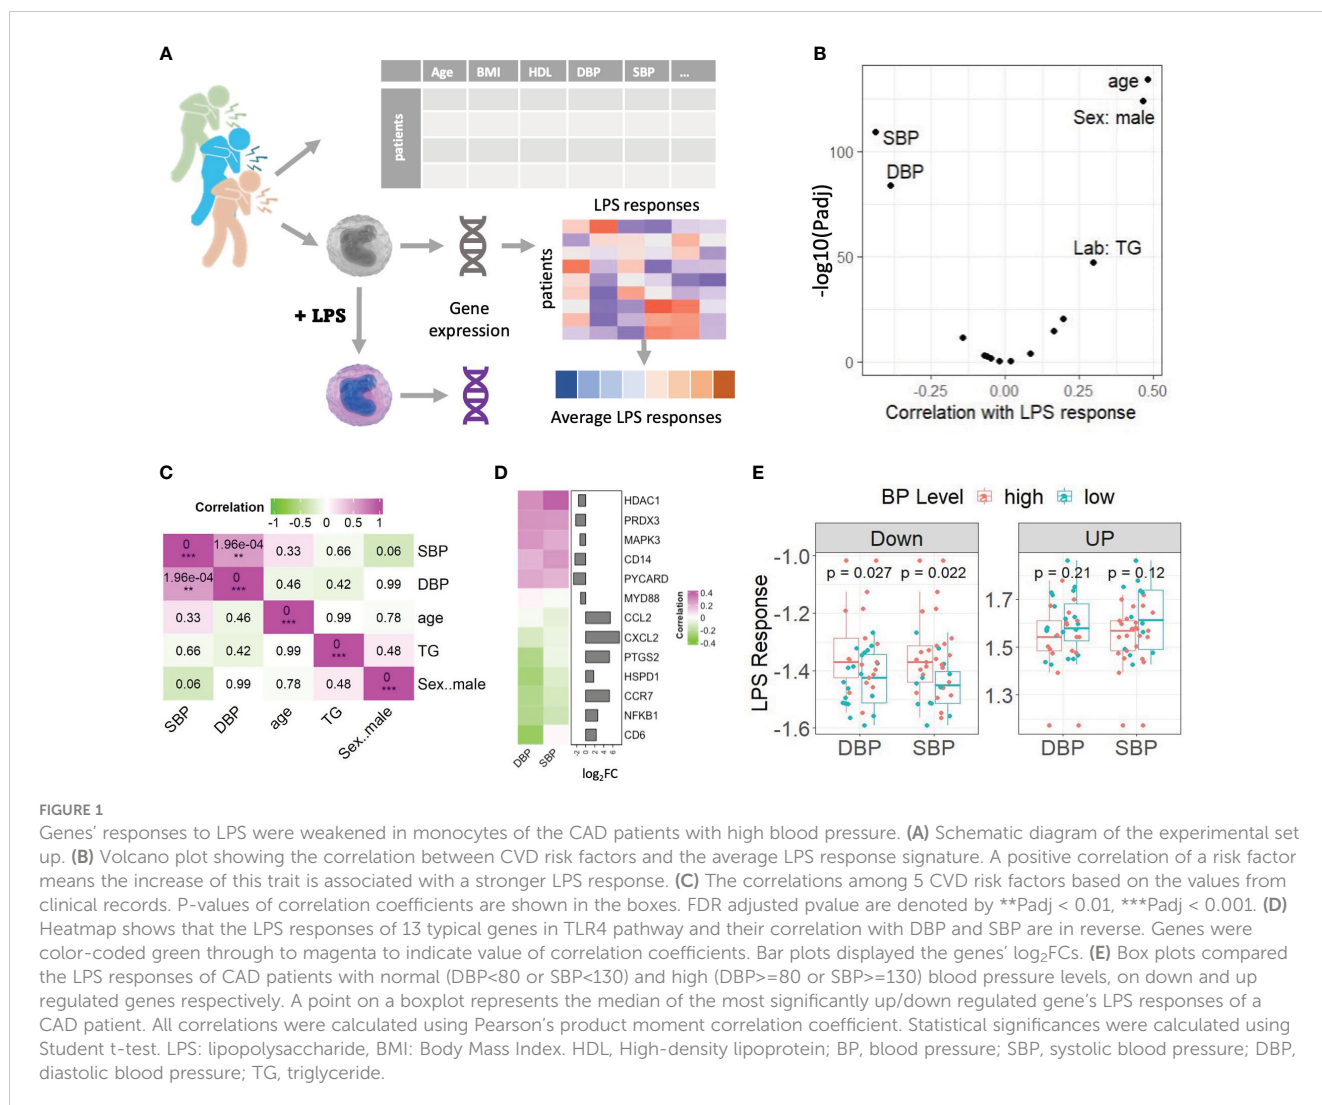 A
Age BMI HDL DBP SBP ...
patients
LPS responses
patients
+ LPS
Gene
expression
Average LPS responses
B
-log10(Padj)
100
50
0
age
Sex: male
SBP
DBP
Lab: TG
-0.25 0.00 0.25 0.50
Correlation with LPS response
C
Correlation
-1 -0.5 0 0.5 1
0 *** 1.96e-04 ** 0.33 0.66 0.06 SBP
1.96e-04 ** 0 *** 0.46 0.42 0.99 DBP
0.33 0.46 0 *** 0.99 0.78 age
0.66 0.42 0.99 0 *** 0.48 TG
0.06 0.99 0.78 0.48 0 *** Sex..male
SBP DBP age TG Sex..male
D
HDAC1
PRDX3
MAPK3
CD14
PYCARD
MYD88
CCL2
CXCL2
PTGS2
HSPD1
CCR7
NFKB1
CD6
DBP SBP
-2 0 2 4 6
log2FC
Correlation
0.4
0.2
0
-0.2
-0.4
E
BP Level high low
Down UP
LPS Response
-1.0
-1.2
-1.4
-1.6
p = 0.027 p = 0.022
DBP SBP
1.7
1.5
1.3
p = 0.21 p = 0.12
DBP SBP
FIGURE 1
Genes’ responses to LPS were weakened in monocytes of the CAD patients with high blood pressure. (A) Schematic diagram of the experimental set
up. (B) Volcano plot showing the correlation between CVD risk factors and the average LPS response signature. A positive correlation of a risk factor
means the increase of this trait is associated with a stronger LPS response. (C) The correlations among 5 CVD risk factors based on the values from
clinical records. P-values of correlation coefficients are shown in the boxes. FDR adjusted pvalue are denoted by **Padj < 0.01, ***Padj < 0.001. (D)
Heatmap shows that the LPS responses of 13 typical genes in TLR4 pathway and their correlation with DBP and SBP are in reverse. Genes were
color-coded green through to magenta to indicate value of correlation coefficients. Bar plots displayed the genes’ log2FCs. (E) Box plots compared
the LPS responses of CAD patients with normal (DBP<80 or SBP<130) and high (DBP>=80 or SBP>=130) blood pressure levels, on down and up
regulated genes respectively. A point on a boxplot represents the median of the most significantly up/down regulated gene’s LPS responses of a
CAD patient. All correlations were calculated using Pearson’s product moment correlation coefficient. Statistical significances were calculated using
Student t-test. LPS: lipopolysaccharide, BMI: Body Mass Index. HDL, High-density lipoprotein; BP, blood pressure; SBP, systolic blood pressure; DBP,
diastolic blood pressure; TG, triglyceride.